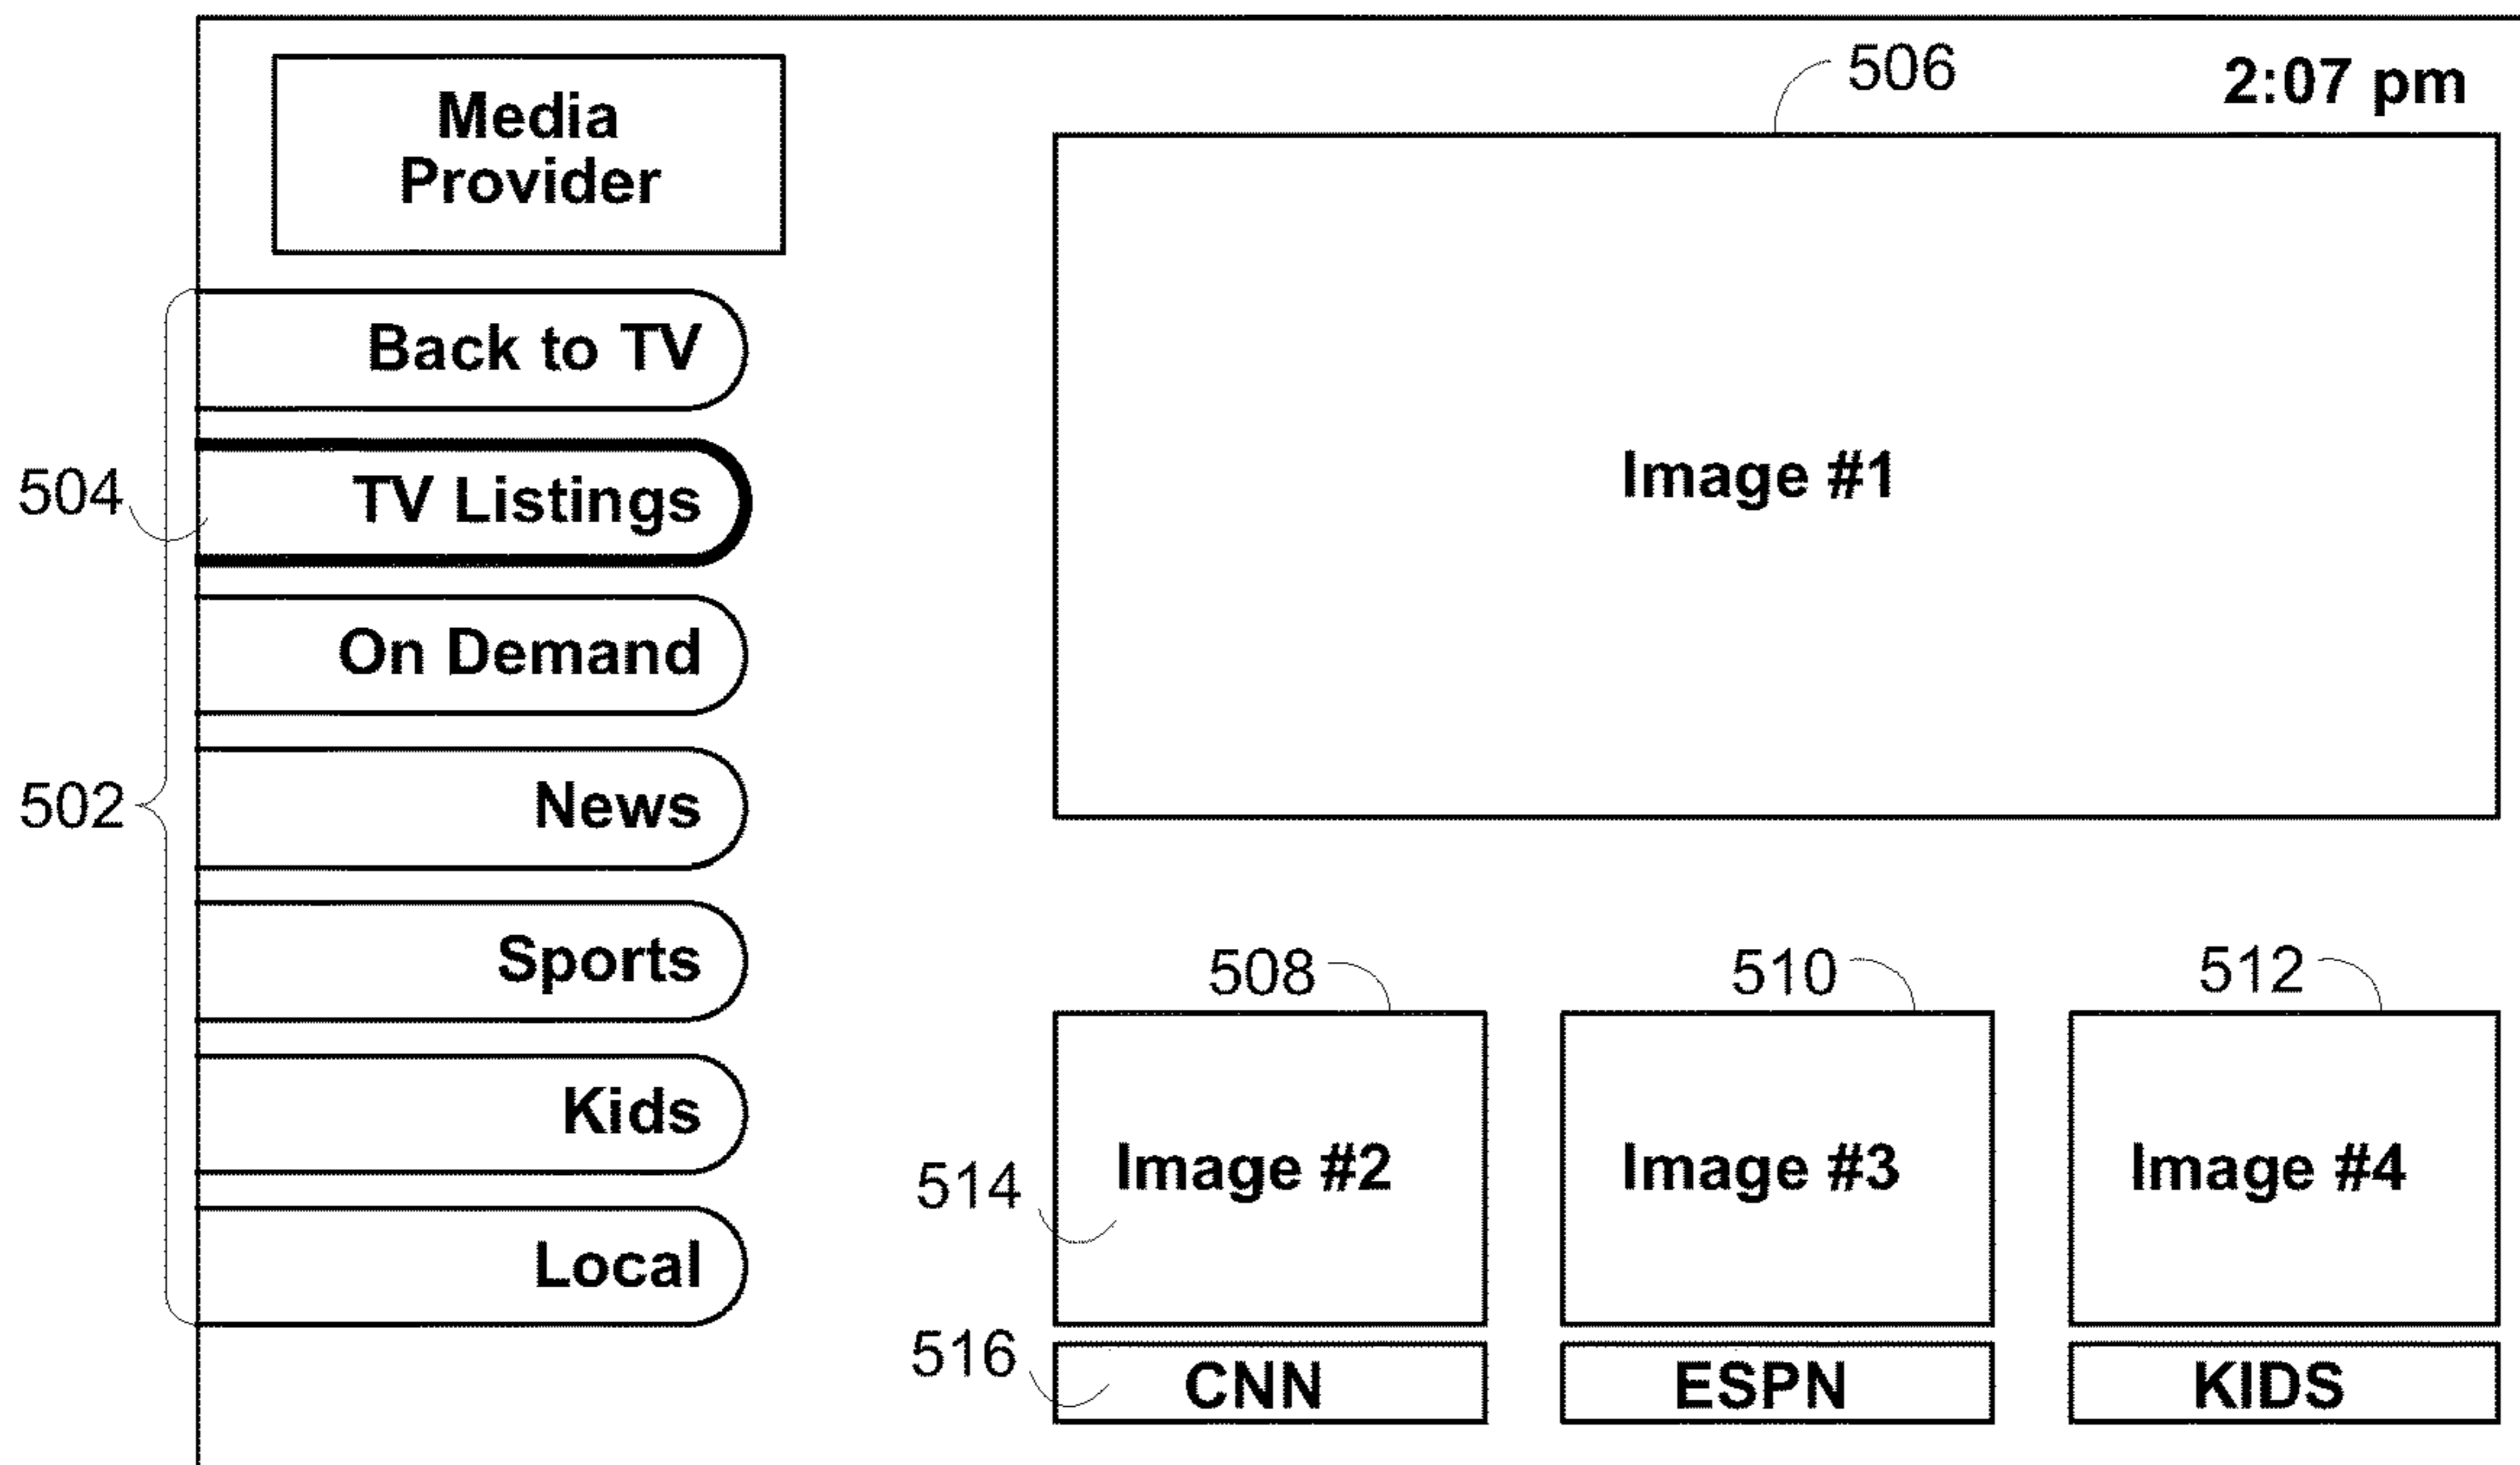 Media
Provider
506
2:07 pm
Back to TV
504
TV Listings
Image #1
On Demand
502
News
Sports
508
510
512
Kids
514
Image #2
Image #3
Image #4
Local
516
CNN
ESPN
KIDS